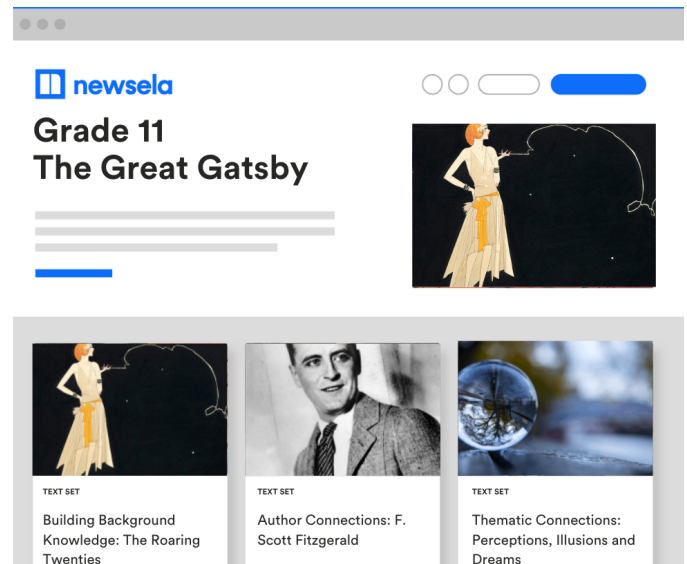 newsela
Grade 11
The Great Gatsby
TEXT SET
Building Background
Knowledge: The Roaring
Twenties
TEXT SET
Author Connections: F.
Scott Fitzgerald
TEXT SET
Thematic Connections:
Perceptions, Illusions and
Dreams